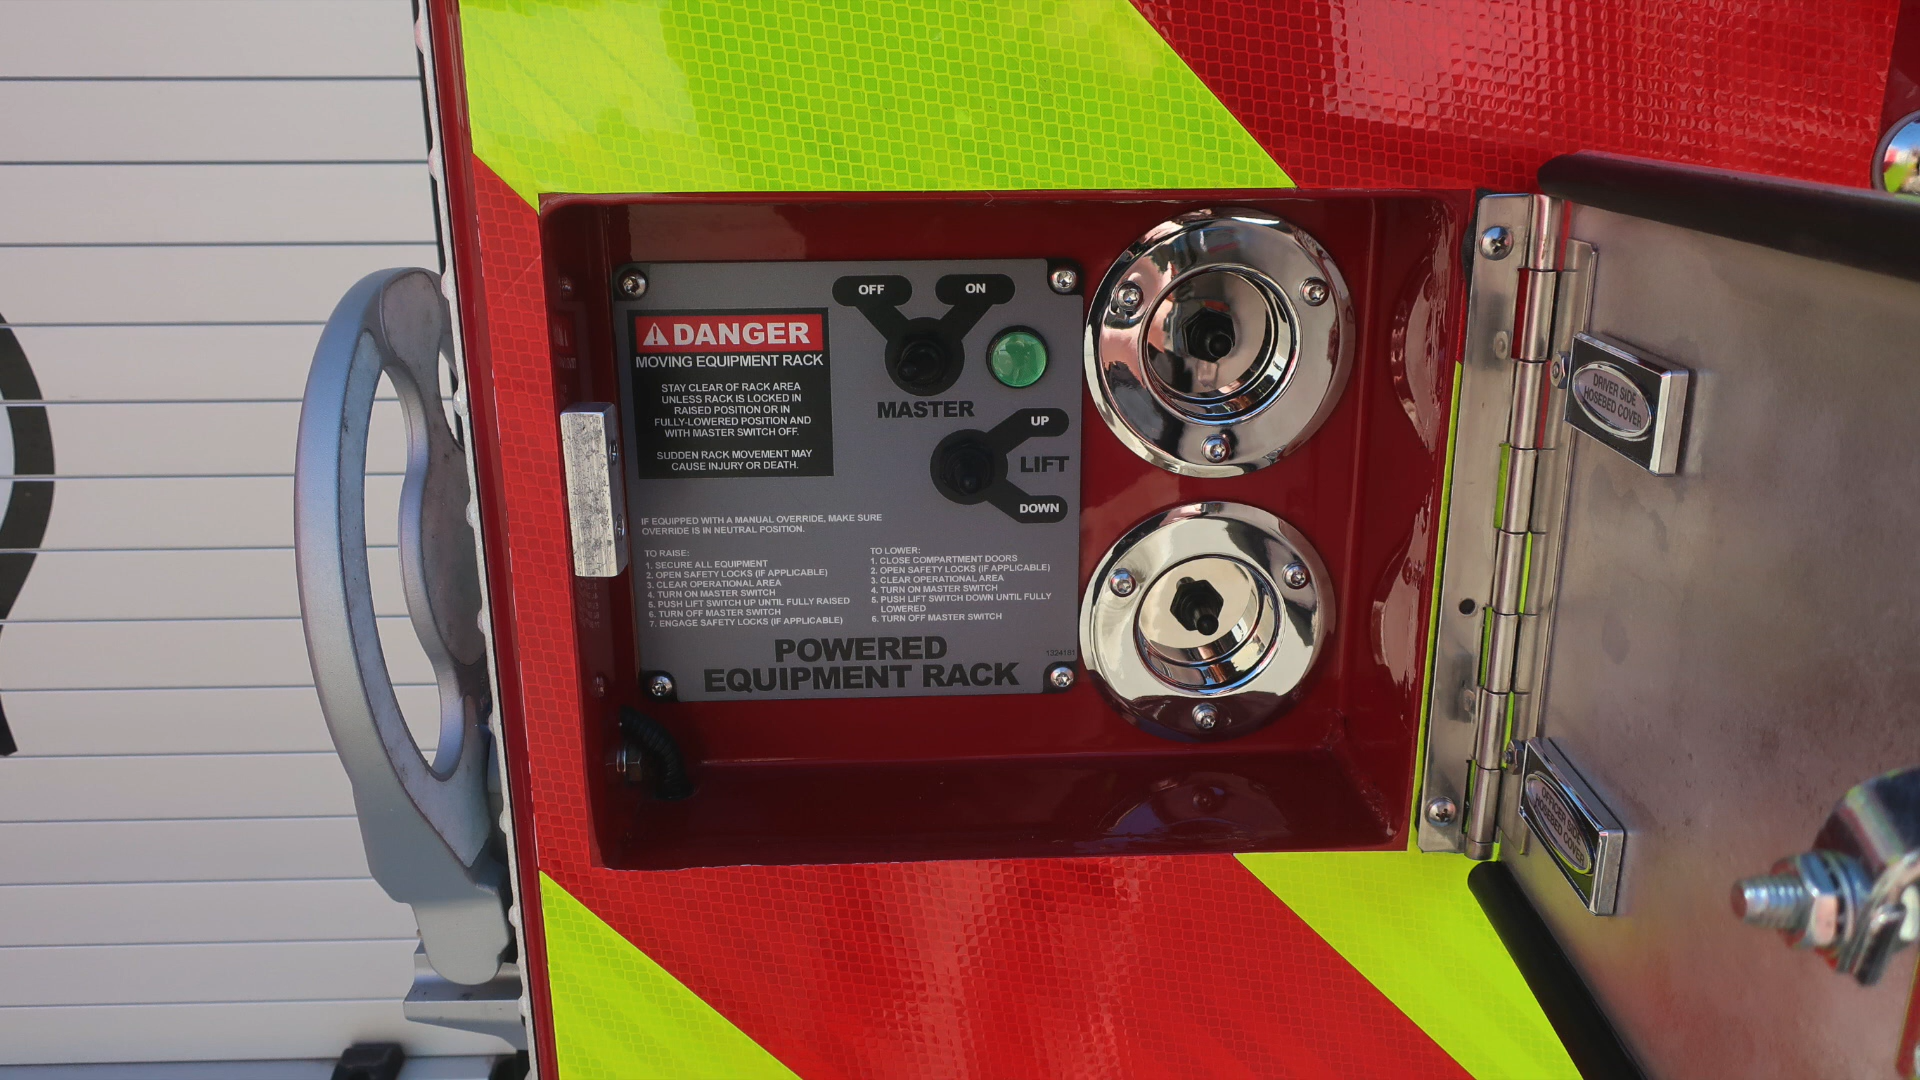 OFF
ON
DANGER
MOVING EQUIPMENT RACK
STAY CLEAR OF RACK AREA
UNLESS RACK IS LOCKED IN
RAISED POSITION OR IN
FULLY-LOWERED POSITION AND
WITH MASTER SWITCH OFF.
SUDDEN RACK MOVEMENT MAY
CAUSE INJURY OR DEATH.
MASTER
UP
LIFT
DOWN
IF EQUIPPED WITH A MANUAL OVERRIDE, MAKE SURE
OVERRIDE IS IN NEUTRAL POSITION.
TO RAISE:
1. SECURE ALL EQUIPMENT
2. OPEN SAFETY LOCKS (IF APPLICABLE)
3. CLEAR OPERATIONAL AREA
4. TURN ON MASTER SWITCH
5. PUSH LIFT SWITCH UP UNTIL FULLY RAISED
6. TURN OFF MASTER SWITCH
7. ENGAGE SAFETY LOCKS (IF APPLICABLE)
TO LOWER:
1. CLOSE COMPARTMENT DOORS
2. OPEN SAFETY LOCKS (IF APPLICABLE)
3. CLEAR OPERATIONAL AREA
4. TURN ON MASTER SWITCH
5. PUSH LIFT SWITCH DOWN UNTIL FULLY
LOWERED
6. TURN OFF MASTER SWITCH
POWERED
EQUIPMENT RACK
DRIVER SIDE
HOSEBED COVER
OFFICER SIDE
HOSEBED COVER